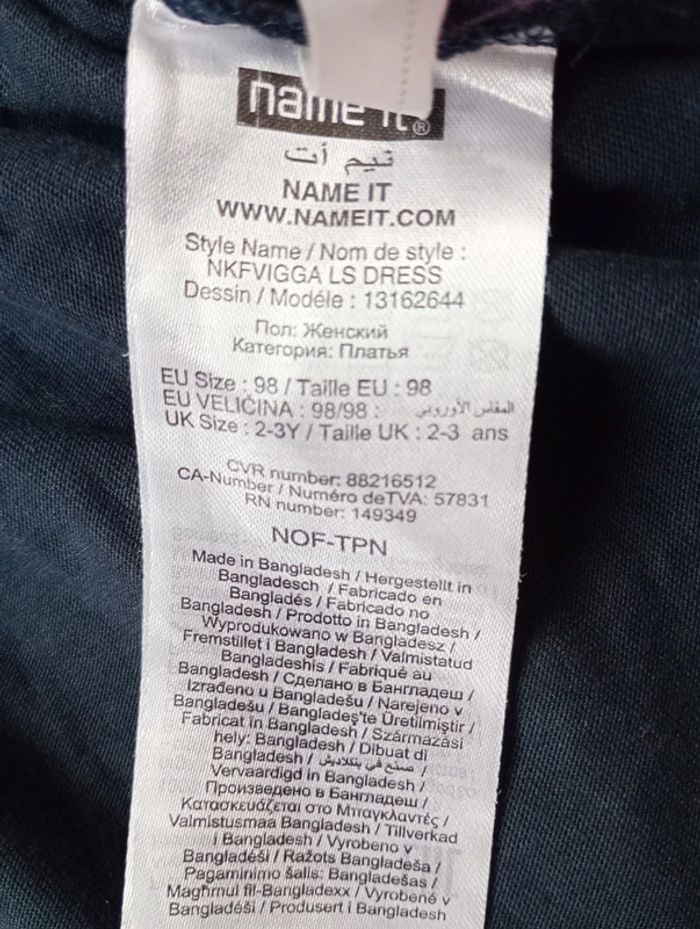 name it®
نيم أت
NAME IT
WWW.NAMEIT.COM
Style Name / Nom de style :
NKFVIGGA LS DRESS
Dessin / Modéle : 13162644
Пол: Женский
Категория: Платья
EU Size : 98 / Taille EU : 98
EU VELIČINA : 98/98 : المقاس الأوروبي
UK Size : 2-3Y / Taille UK : 2-3 ans
CVR number: 88216512
CA-Number / Numéro deTVA: 57831
RN number: 149349
NOF-TPN
Made in Bangladesh / Hergestellt in
Bangladesch / Fabricado en
Bangladés / Fabricado no
Bangladesh / Prodotto in Bangladesh /
Wyprodukowano w Bangladesz /
Fremstillet i Bangladesh / Valmistatud
Bangladeshis / Fabriqué au
Bangladesh / Сделано в Бангладеш /
Izrađeno u Bangladešu / Narejeno v
Bangladešu / Bangladeş'te Üretilmiştir /
Fabricat în Bangladesh / Származási
hely: Bangladesh / Dibuat di
Bangladesh / صنع في بنگلاديش /
Vervaardigd in Bangladesh /
Произведено в Бангладеш /
Κατασκευάζεται στο Μπαγκλαντές /
Valmistusmaa Bangladesh / Tillverkad
i Bangladesh / Vyrobeno v
Bangladéši / Ražots Bangladeša /
Pagaminimo šalis: Bangladešas /
Magħmul fil-Bangladexx / Vyrobené v
Bangladéši / Produsert i Bangladesh